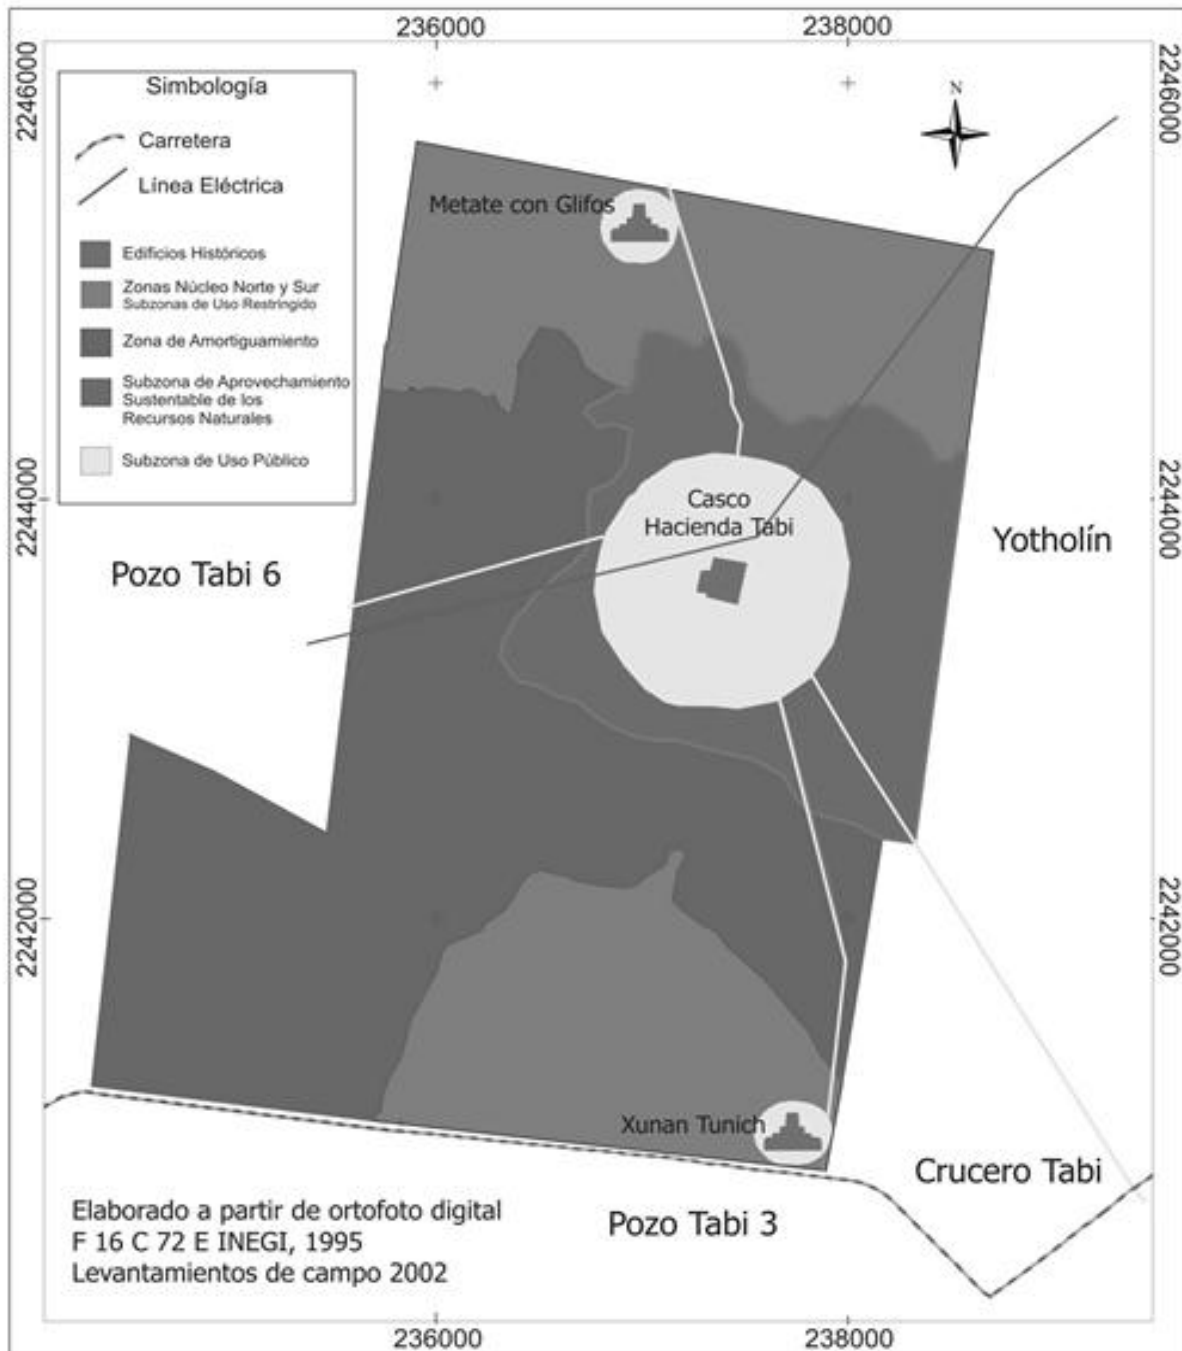 236000
238000
2246000
2246000
Simbología
N
Carretera
Línea Eléctrica
Metate con Glifos
Edificios Históricos
Zonas Núcleo Norte y Sur
Subzonas de Uso Restringido
Zona de Amortiguamiento
Subzona de Aprovechamiento
Sustentable de los
Recursos Naturales
Subzona de Uso Público
2244000
2244000
Casco
Hacienda Tabi
Yotholín
Pozo Tabi 6
2242000
2242000
Xunan Tunich
Crucero Tabi
Pozo Tabi 3
Elaborado a partir de ortofoto digital
F 16 C 72 E INEGI, 1995
Levantamientos de campo 2002
236000
238000